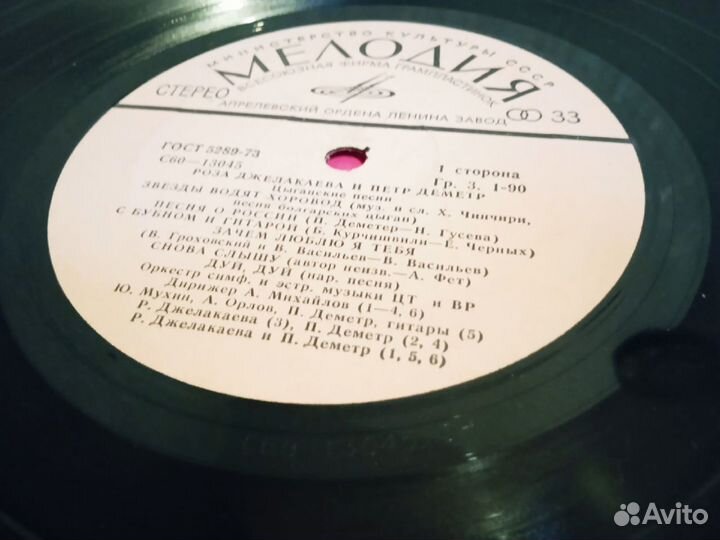 МИНИСТЕРСТВО КУЛЬТУРЫ СССР
МЕЛОДИЯ
ВСЕСОЮЗНАЯ ФИРМА ГРАМПЛАСТИНОК
СТЕРЕО
33
АПРЕЛЕВСКИЙ ОРДЕНА ЛЕНИНА ЗАВОД
ГОСТ 5289-73
С60—13045
1 сторона
Гр. 3. 1-90
РОЗА ДЖЕЛАКАЕВА И ПЕТР ДЕМЕТР
Цыганские песни
ЗВЕЗДЫ ВОДЯТ ХОРОВОД (муз. и сл. Х. Чинчири,
песня болгарских цыган)
ПЕСНЯ О РОССИИ (И. Деметер—Н. Гусева)
С БУБНОМ И ГИТАРОЙ (Б. Курчишвили—Е. Черных)
ЗАЧЕМ ЛЮБЛЮ Я ТЕБЯ
(В. Гроховский и В. Васильев—В. Васильев)
СНОВА СЛЫШУ (автор неизв.—А. Фет)
ДУЙ, ДУЙ (нар. песня)
Оркестр симф. и эстр. музыки ЦТ и ВР
Дирижер А. Михайлов (1—4, 6)
Ю. Мухин, А. Орлов, П. Деметр, гитары (5)
Р. Джелакаева (3), П. Деметр (2, 4)
Р. Джелакаева и П. Деметр (1, 5, 6)
Avito